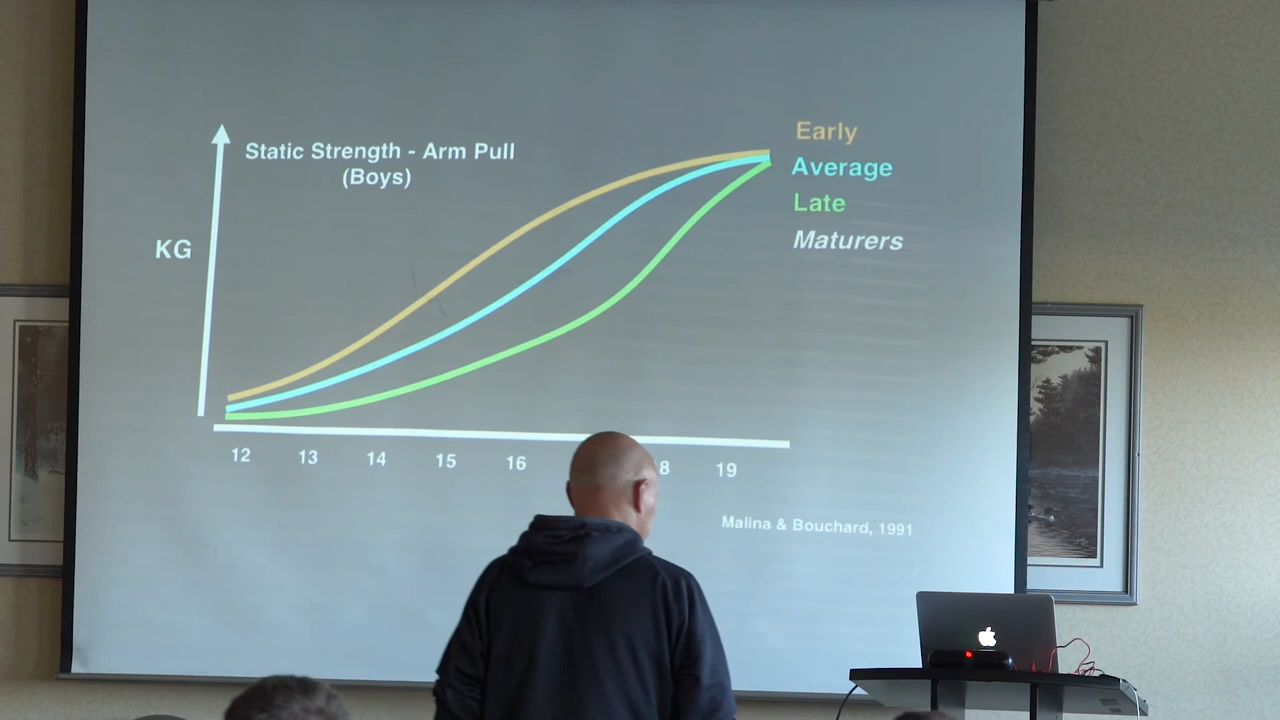 Static Strength - Arm Pull
(Boys)
KG
Early
Average
Late
Maturers
12 13 14 15 16 8 19
Malina & Bouchard, 1991